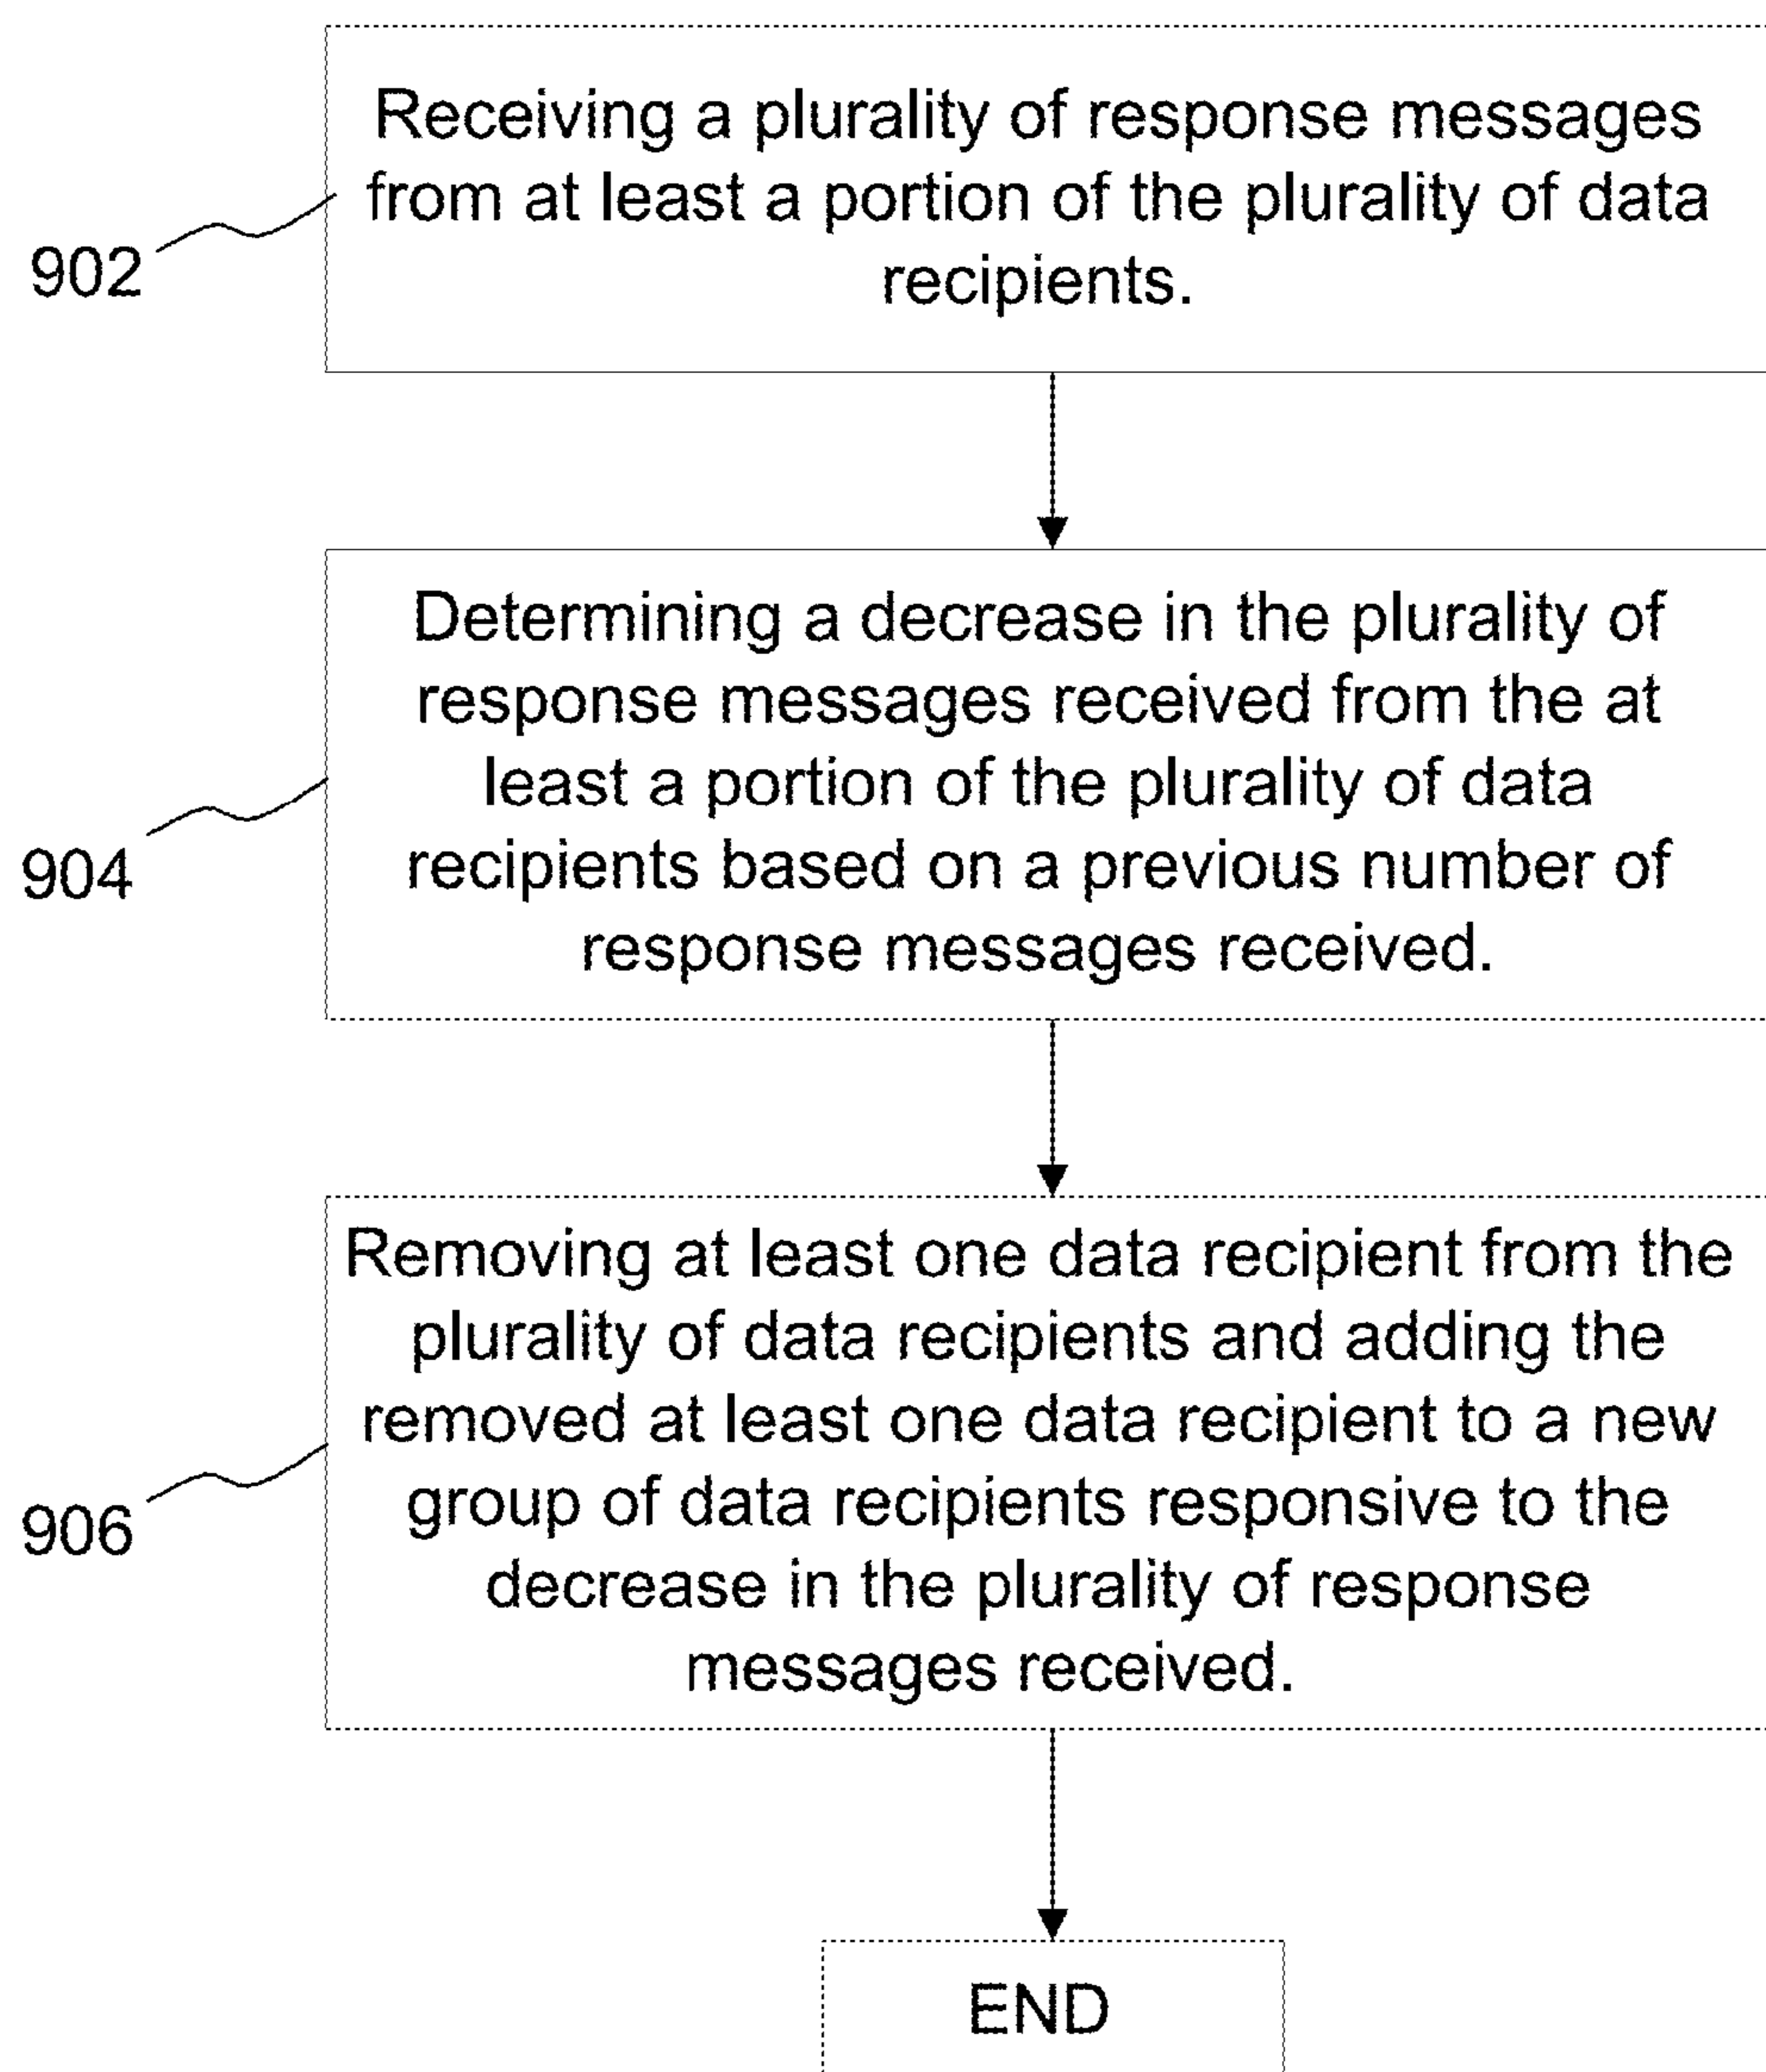 Receiving a plurality of response messages
from at least a portion of the plurality of data
recipients.
902
Determining a decrease in the plurality of
response messages received from the at
least a portion of the plurality of data
recipients based on a previous number of
response messages received.
904
Removing at least one data recipient from the
plurality of data recipients and adding the
removed at least one data recipient to a new
group of data recipients responsive to the
decrease in the plurality of response
messages received.
906
END